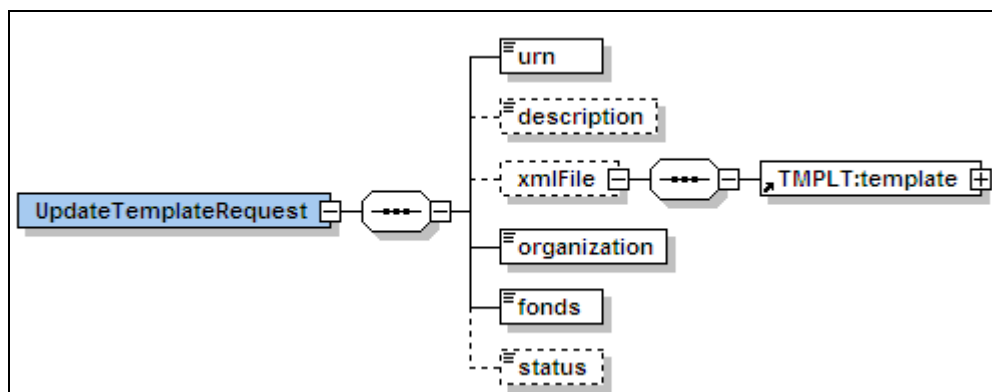 urn
description
xmlFile
TMPLT:template
UpdateTemplateRequest
organization
fonds
status